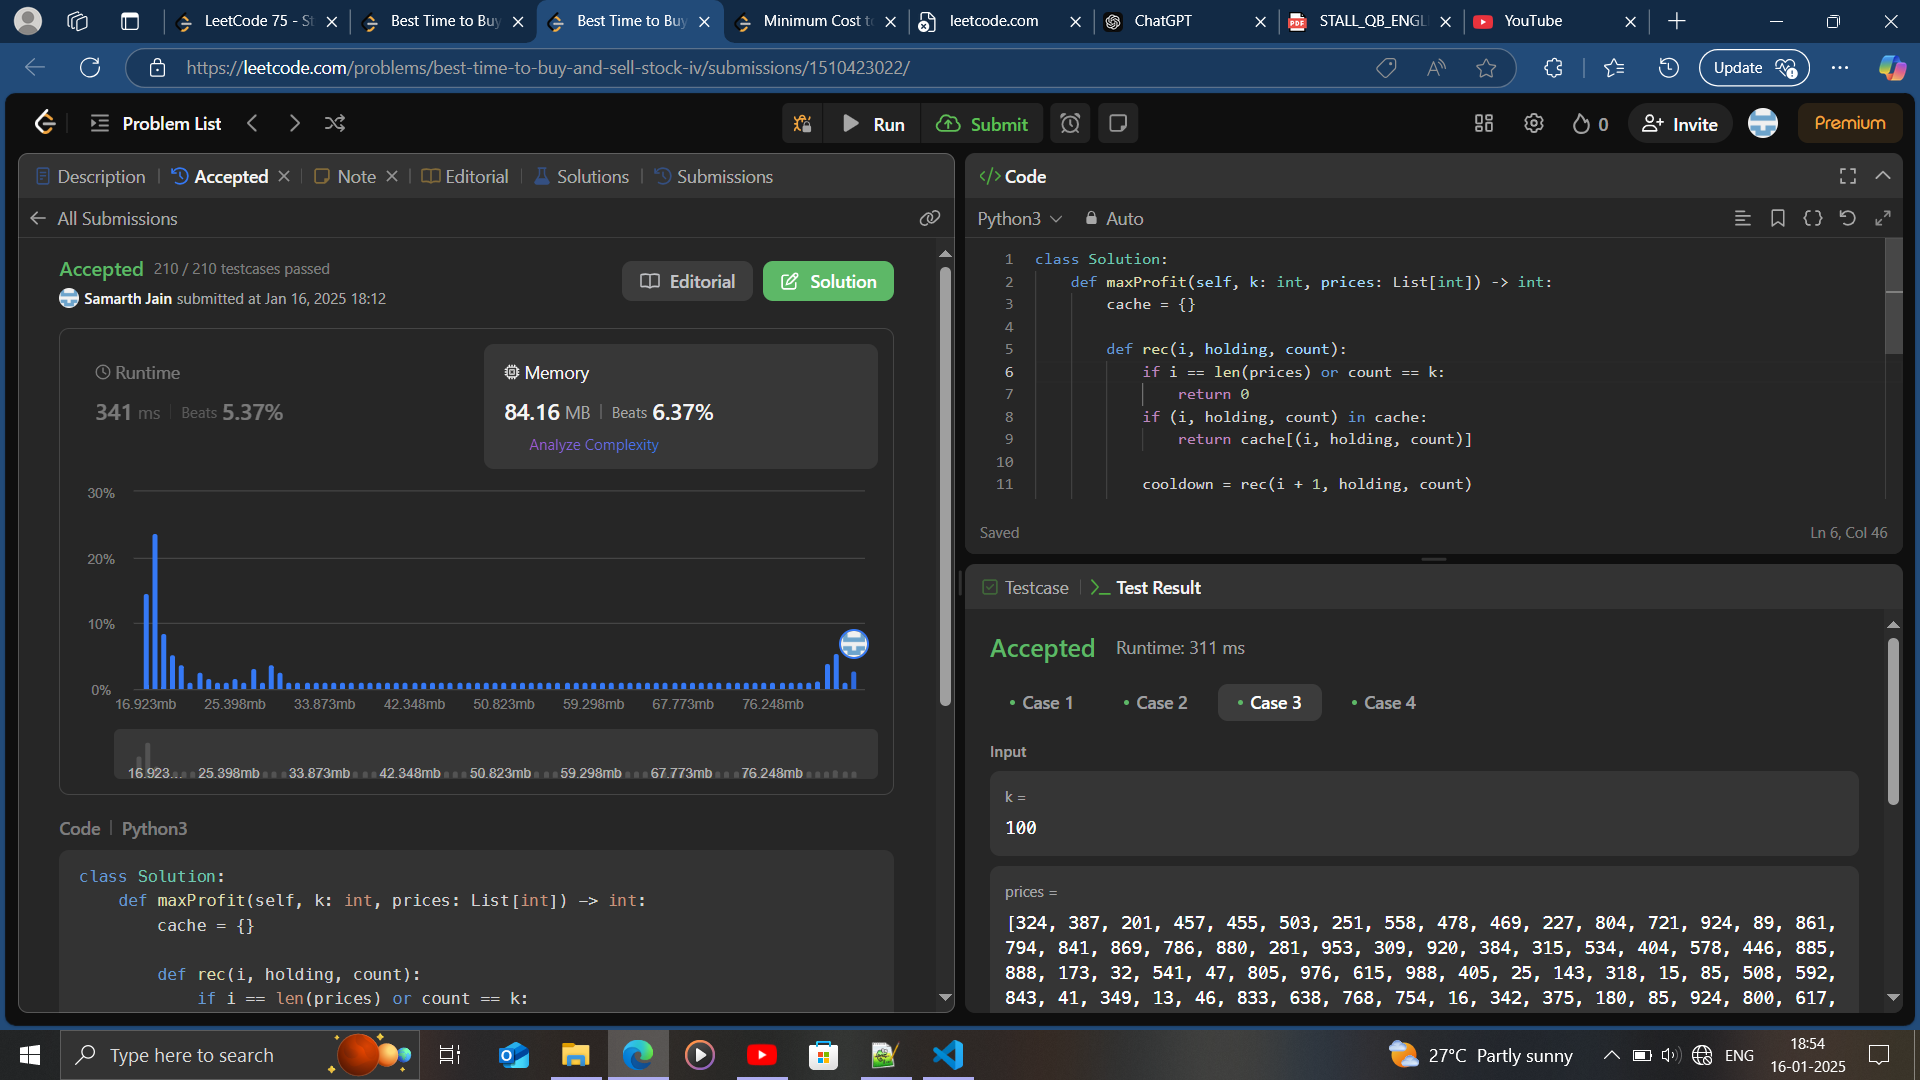 LeetCode 75 - St
Best Time to Buy
Best Time to Buy
Minimum Cost to
leetcode.com
ChatGPT
STALL_QB_ENGL
YouTube
https://leetcode.com/problems/best-time-to-buy-and-sell-stock-iv/submissions/1510423022/
Update
Problem List
Run
Submit
0
Invite
Premium
Description
Accepted
Note
Editorial
Solutions
Submissions
All Submissions
Accepted 210 / 210 testcases passed
Samarth Jain submitted at Jan 16, 2025 18:12
Editorial
Solution
Runtime
341 ms Beats 5.37%
Memory
84.16 MB Beats 6.37%
Analyze Complexity
30%
20%
10%
0%
16.923mb 25.398mb 33.873mb 42.348mb 50.823mb 59.298mb 67.773mb 76.248mb
16.923... 25.398mb 33.873mb 42.348mb 50.823mb 59.298mb 67.773mb 76.248mb
Code Python3
class Solution:
def maxProfit(self, k: int, prices: List[int]) -> int:
cache = {}
def rec(i, holding, count):
if i == len(prices) or count == k:
</> Code
Python3 Auto
1 class Solution:
2 def maxProfit(self, k: int, prices: List[int]) -> int:
3 cache = {}
4
5 def rec(i, holding, count):
6 if i == len(prices) or count == k:
7 return 0
8 if (i, holding, count) in cache:
9 return cache[(i, holding, count)]
10
11 cooldown = rec(i + 1, holding, count)
Saved
Ln 6, Col 46
Testcase
Test Result
Accepted Runtime: 311 ms
Case 1
Case 2
Case 3
Case 4
Input
k =
100
prices =
[324, 387, 201, 457, 455, 503, 251, 558, 478, 469, 227, 804, 721, 924, 89, 861,
794, 841, 869, 786, 880, 281, 953, 309, 920, 384, 315, 534, 404, 578, 446, 885,
888, 173, 32, 541, 47, 805, 976, 615, 988, 405, 25, 143, 318, 15, 85, 508, 592,
843, 41, 349, 13, 46, 833, 638, 768, 754, 16, 342, 375, 180, 85, 924, 800, 617,
Type here to search
27°C Partly sunny
ENG
18:54
16-01-2025